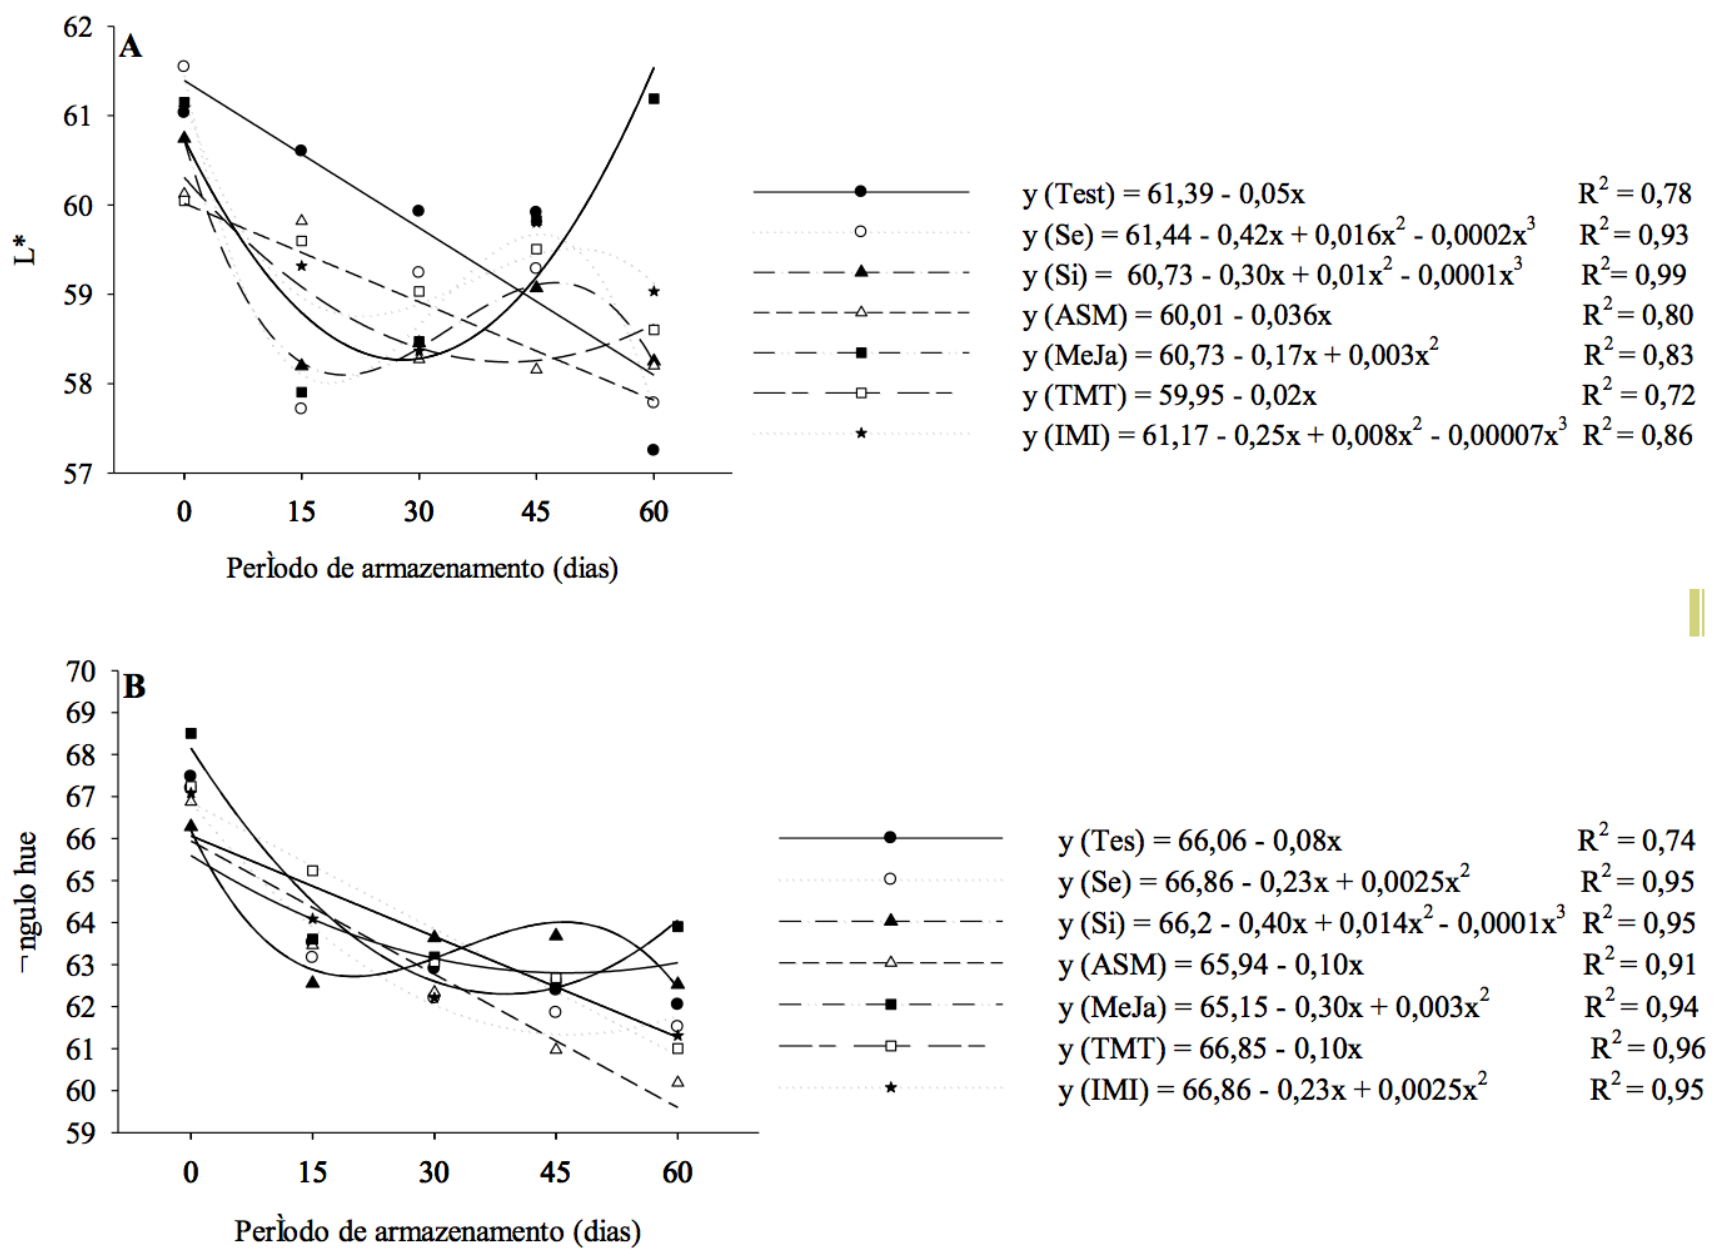 A
62
61
60
59
58
57
L*
0 15 30 45 60
PerÌodo de armazenamento (dias)
y (Test) = 61,39 - 0,05x R² = 0,78
y (Se) = 61,44 - 0,42x + 0,016x² - 0,0002x³ R² = 0,93
y (Si) = 60,73 - 0,30x + 0,01x² - 0,0001x³ R² = 0,99
y (ASM) = 60,01 - 0,036x R² = 0,80
y (MeJa) = 60,73 - 0,17x + 0,003x² R² = 0,83
y (TMT) = 59,95 - 0,02x R² = 0,72
y (IMI) = 61,17 - 0,25x + 0,008x² - 0,00007x³ R² = 0,86
B
70
69
68
67
66
65
64
63
62
61
60
59
¬ngulo hue
0 15 30 45 60
PerÌodo de armazenamento (dias)
y (Tes) = 66,06 - 0,08x R² = 0,74
y (Se) = 66,86 - 0,23x + 0,0025x² R² = 0,95
y (Si) = 66,2 - 0,40x + 0,014x² - 0,0001x³ R² = 0,95
y (ASM) = 65,94 - 0,10x R² = 0,91
y (MeJa) = 65,15 - 0,30x + 0,003x² R² = 0,94
y (TMT) = 66,85 - 0,10x R² = 0,96
y (IMI) = 66,86 - 0,23x + 0,0025x² R² = 0,95